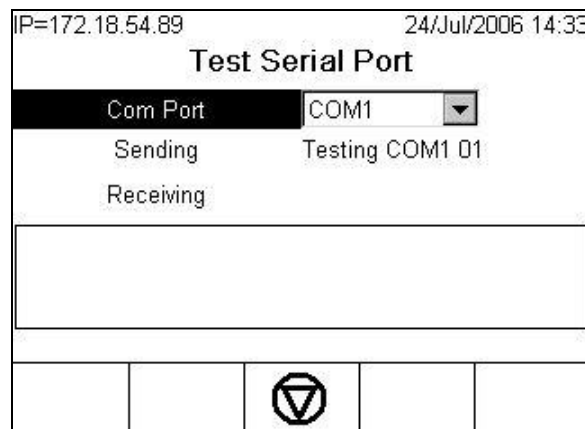 IP=172.18.54.89 24/Jul/2006 14:33
Test Serial Port
Com Port COM1
Sending Testing COM1 01
Receiving